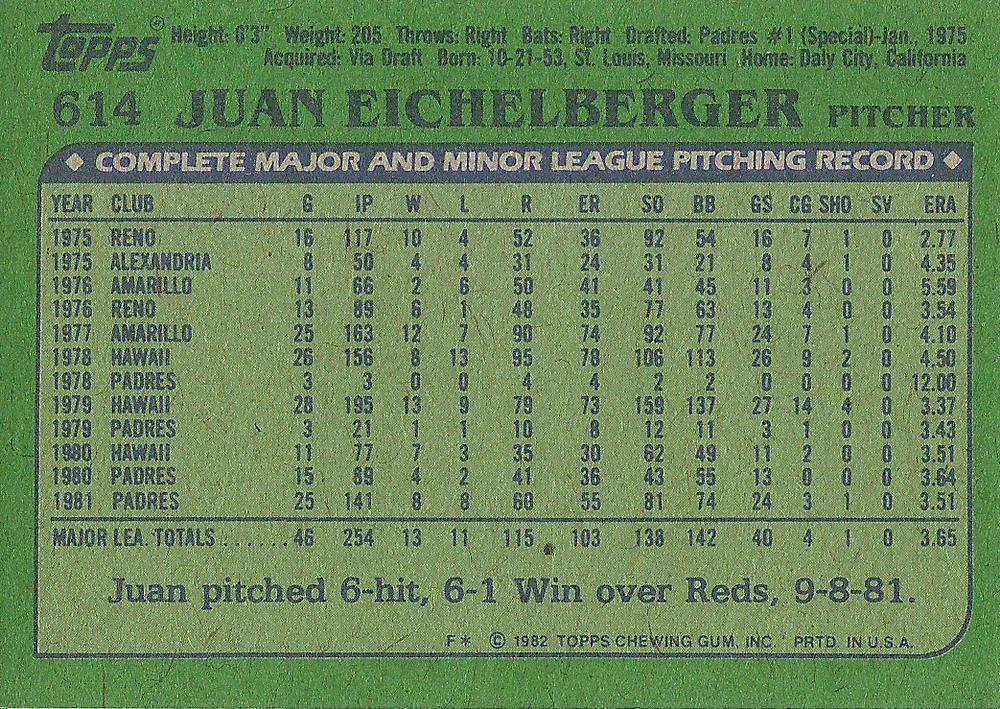 Topps® Height: 6'3" Weight: 205 Throws: Right Bats: Right Drafted: Padres #1 (Special)-Jan., 1975
Acquired: Via Draft Born: 10-21-53, St. Louis, Missouri Home: Daly City, California
614 JUAN EICHELBERGER PITCHER
◆ COMPLETE MAJOR AND MINOR LEAGUE PITCHING RECORD ◆
YEAR CLUB G IP W L R ER SO BB GS CG SHO SV ERA
1975 RENO 16 117 10 4 52 36 92 54 16 7 1 0 2.77
1975 ALEXANDRIA 8 50 4 4 31 24 31 21 8 4 1 0 4.35
1976 AMARILLO 11 66 2 6 50 41 41 45 11 3 0 0 5.59
1976 RENO 13 89 6 1 48 35 77 63 13 4 0 0 3.54
1977 AMARILLO 25 163 12 7 90 74 92 77 24 7 1 0 4.10
1978 HAWAII 26 156 8 13 95 78 106 113 26 9 2 0 4.50
1978 PADRES 3 3 0 0 4 4 2 2 0 0 0 0 12.00
1979 HAWAII 28 195 13 9 79 73 159 137 27 14 4 0 3.37
1979 PADRES 3 21 1 1 10 8 12 11 3 1 0 0 3.43
1980 HAWAII 11 77 7 3 35 30 62 49 11 2 0 0 3.51
1980 PADRES 15 89 4 2 41 36 43 55 13 0 0 0 3.64
1981 PADRES 25 141 8 8 60 55 81 74 24 3 1 0 3.51
MAJOR LEA. TOTALS ...... 46 254 13 11 115 103 138 142 40 4 1 0 3.65
Juan pitched 6-hit, 6-1 Win over Reds, 9-8-81.
F* © 1982 TOPPS CHEWING GUM, INC. PRTD. IN U.S.A.